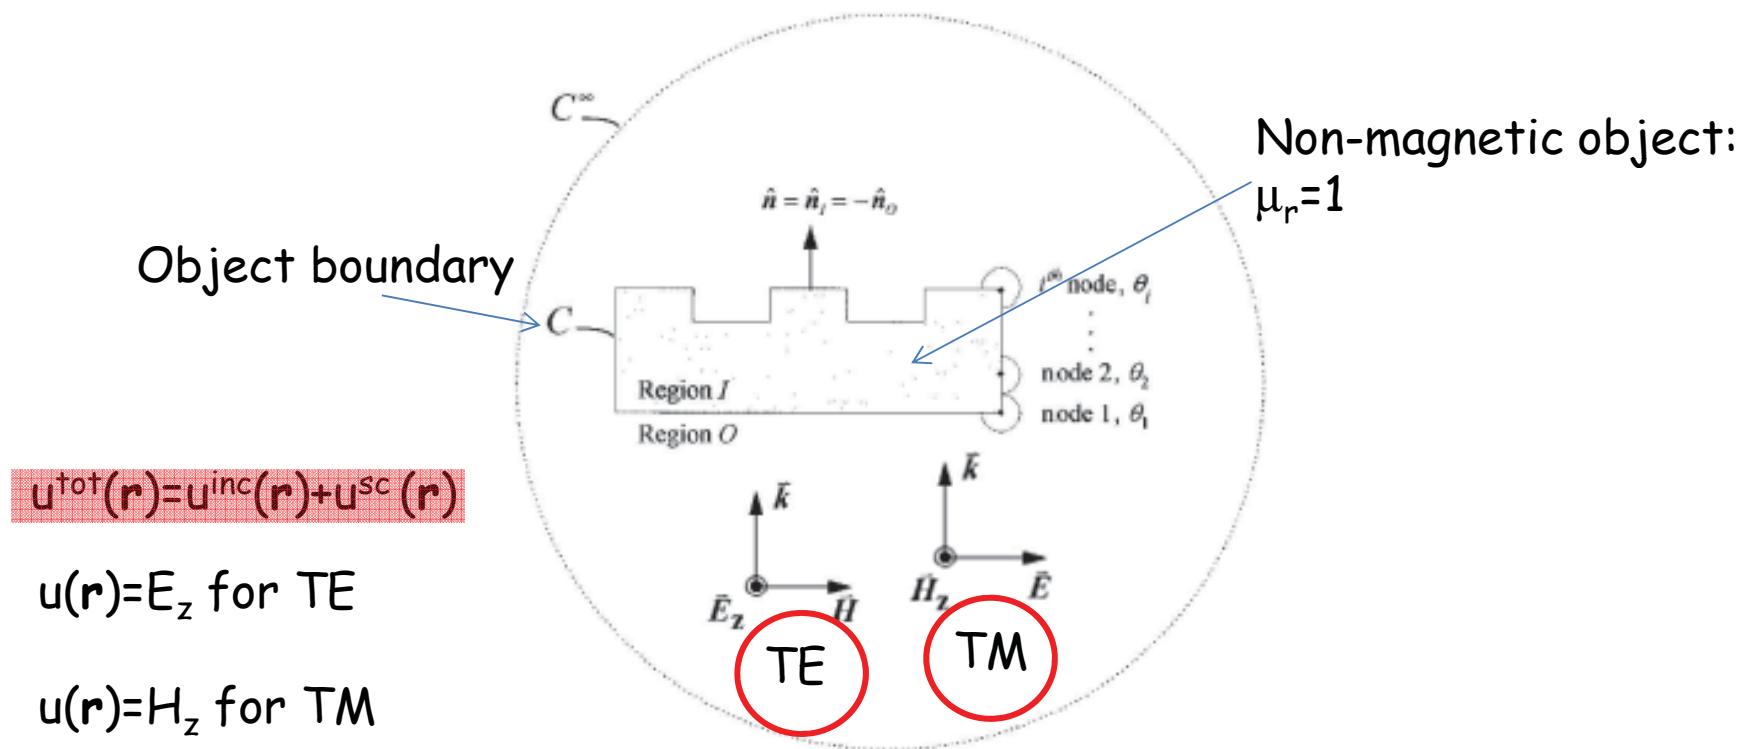 C∞
Non-magnetic object:
μr=1
n̂ = n̂I = −n̂O
Object boundary
C
ith node, θi
⋮
node 2, θ2
node 1, θ1
Region I
Region O
utot(r)=uinc(r)+usc (r)
u(r)=Ez for TE
u(r)=Hz for TM
k̄
Ēz
H̄
TE
k̄
H̄z
Ē
TM